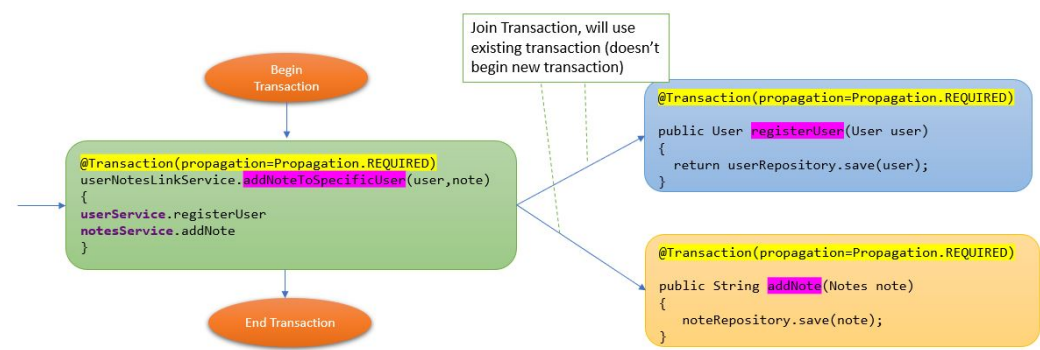 Join Transaction, will use
existing transaction (doesn't
begin new transaction)
Begin
Transaction
@Transaction(propagation=Propagation.REQUIRED)
userNotesLinkService.addNoteToSpecificUser(user,note)
{
userService.registerUser
notesService.addNote
}
End Transaction
@Transaction(propagation=Propagation.REQUIRED)
public User registerUser(User user)
{
return userRepository.save(user);
}
@Transaction(propagation=Propagation.REQUIRED)
public String addNote(Notes note)
{
noteRepository.save(note);
}